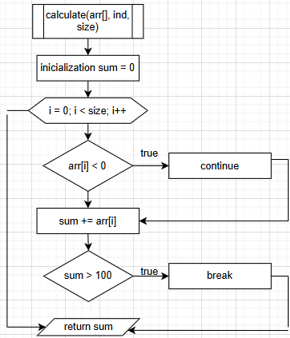 calculate(arr[], ind,
size)
inicialization sum = 0
i = 0; i < size; i++
arr[i] < 0
true
continue
sum += arr[i]
sum > 100
true
break
return sum